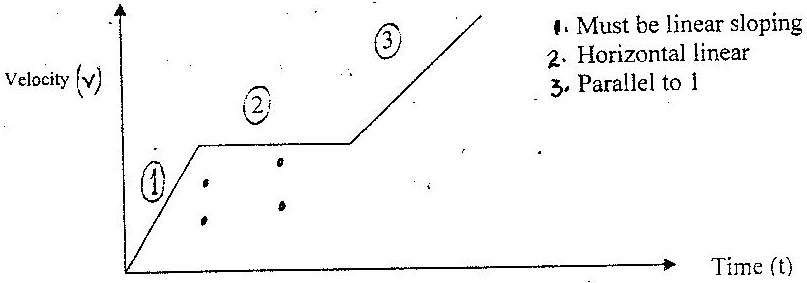 1. Must be linear sloping
2. Horizontal linear
3. Parallel to 1
Velocity (v)
3
2
1
Time (t)